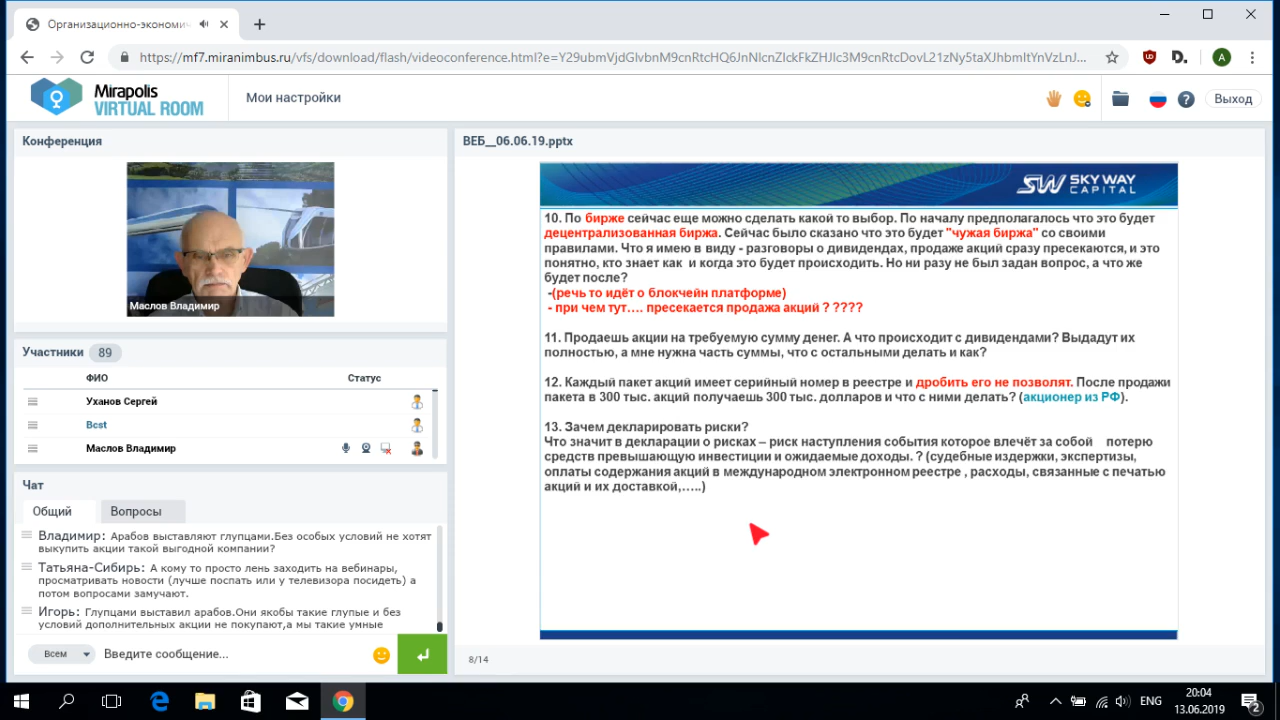 Организационно-экономич
https://mf7.miranimbus.ru/vfs/download/flash/videoconference.html?e=Y29ubmVjdGlvbnM9cnRtcHQ6JnNlcnZlckFkZHJlc3M9cnRtcDovL21zNy5taXJhbmltYnVzLnJ...
Mirapolis
VIRTUAL ROOM
Мои настройки
Выход
Конференция
Маслов Владимир
Участники 89
ФИО Статус
Уханов Сергей
Bcst
Маслов Владимир
Чат
Общий Вопросы
Владимир: Арабов выставляют глупцами.Без особых условий не хотят
выкупить акции такой выгодной компании?
Татьяна-Сибирь: А кому то просто лень заходить на вебинары,
просматривать новости (лучше поспать или у телевизора посидеть) а
потом вопросами замучают.
Игорь: Глупцами выставил арабов.Они якобы такие глупые и без
условий дополнительных акции не покупают,а мы такие умные
Всем Введите сообщение...
ВЕБ__06.06.19.pptx
SW SKY WAY
CAPITAL
10. По бирже сейчас еще можно сделать какой то выбор. По началу предполагалось что это будет
децентрализованная биржа. Сейчас было сказано что это будет "чужая биржа" со своими
правилами. Что я имею в виду - разговоры о дивидендах, продаже акций сразу пресекаются, и это
понятно, кто знает как и когда это будет происходить. Но ни разу не был задан вопрос, а что же
будет после?
-(речь то идёт о блокчейн платформе)
- при чем тут…. пресекается продажа акций ? ????
11. Продаешь акции на требуемую сумму денег. А что происходит с дивидендами? Выдадут их
полностью, а мне нужна часть суммы, что с остальными делать и как?
12. Каждый пакет акций имеет серийный номер в реестре и дробить его не позволят. После продажи
пакета в 300 тыс. акций получаешь 300 тыс. долларов и что с ними делать? (акционер из РФ).
13. Зачем декларировать риски?
Что значит в декларации о рисках – риск наступления события которое влечёт за собой потерю
средств превышающую инвестиции и ожидаемые доходы. ? (судебные издержки, экспертизы,
оплаты содержания акций в международном электронном реестре , расходы, связанные с печатью
акций и их доставкой,…..)
8/14
ENG
20:04
13.06.2019
2